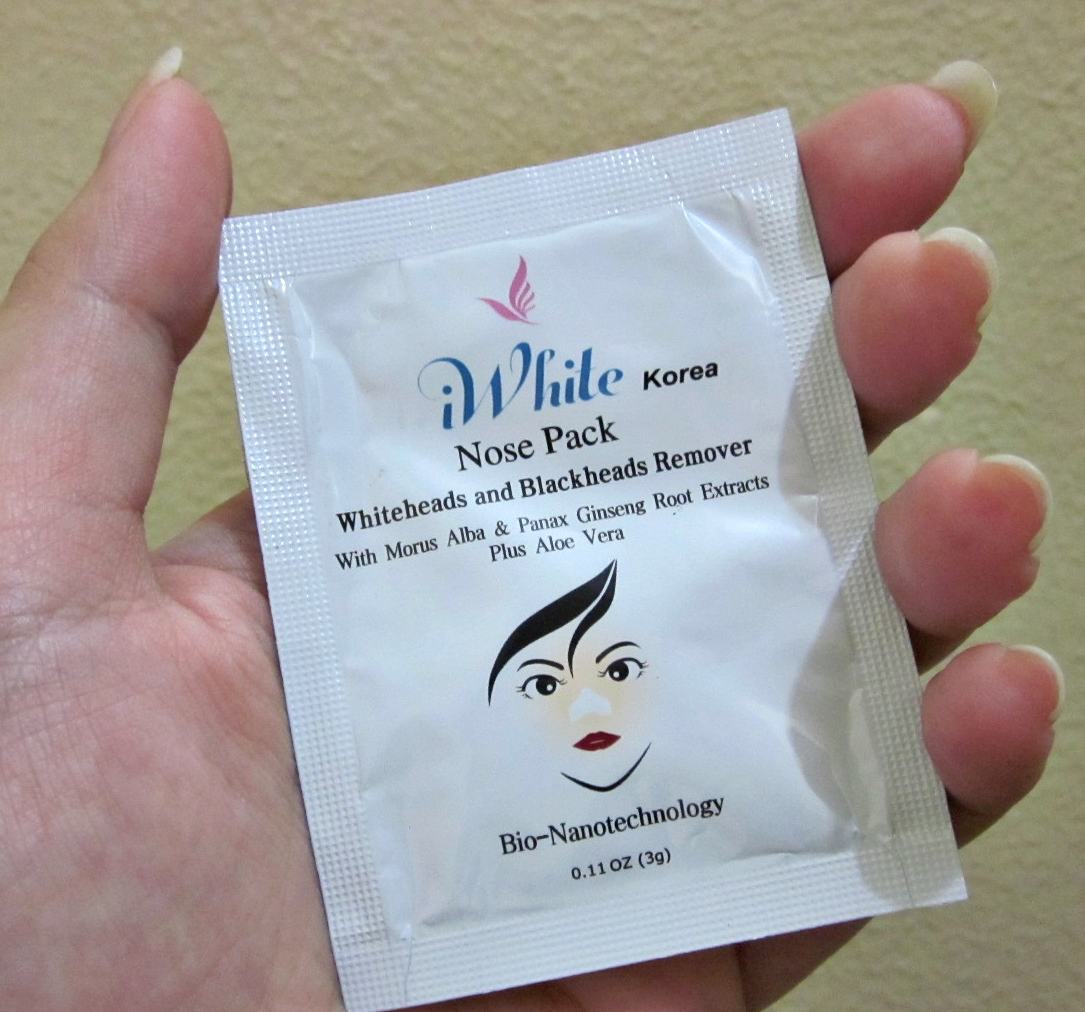 iWhite Korea
Nose Pack
Whiteheads and Blackheads Remover
With Morus Alba & Panax Ginseng Root Extracts
Plus Aloe Vera
Bio-Nanotechnology
0.11 OZ (3g)